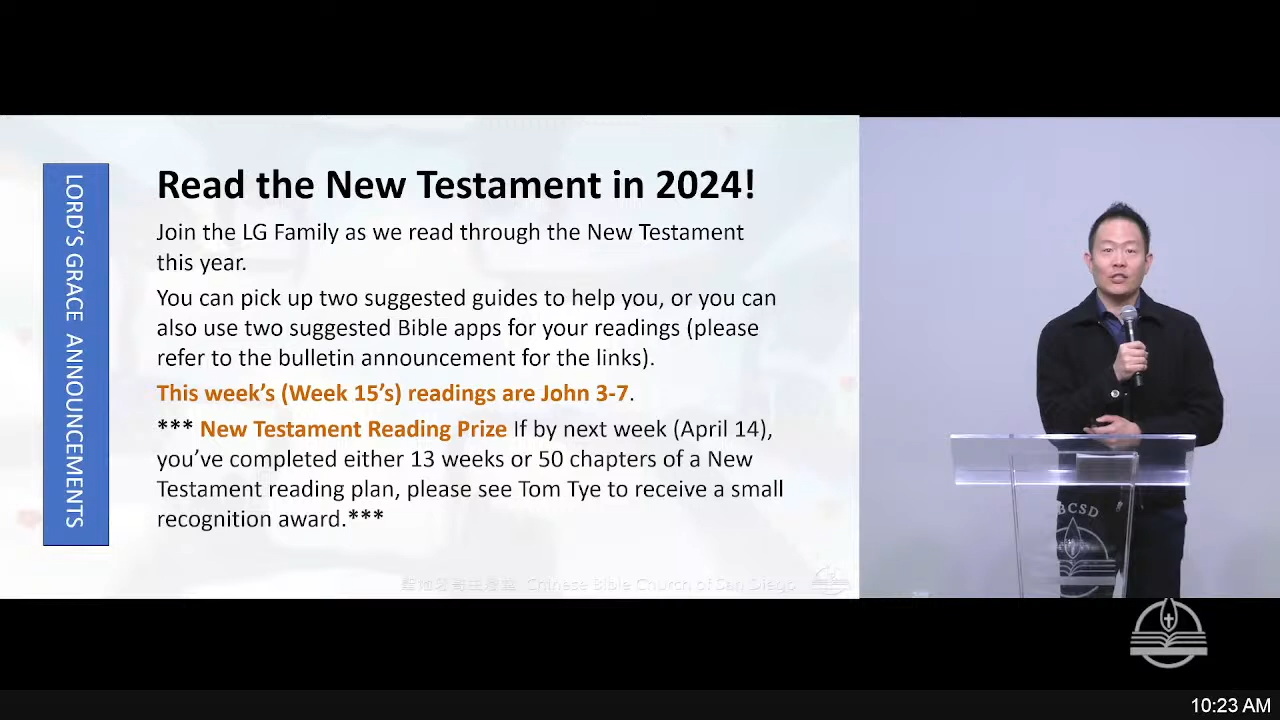 LORD'S GRACE ANNOUNCEMENTS
Read the New Testament in 2024!
Join the LG Family as we read through the New Testament
this year.
You can pick up two suggested guides to help you, or you can
also use two suggested Bible apps for your readings (please
refer to the bulletin announcement for the links).
This week's (Week 15's) readings are John 3-7.
*** New Testament Reading Prize If by next week (April 14),
you've completed either 13 weeks or 50 chapters of a New
Testament reading plan, please see Tom Tye to receive a small
recognition award.***
Chinese Bible Church of San Diego
BCSD
10:23 AM